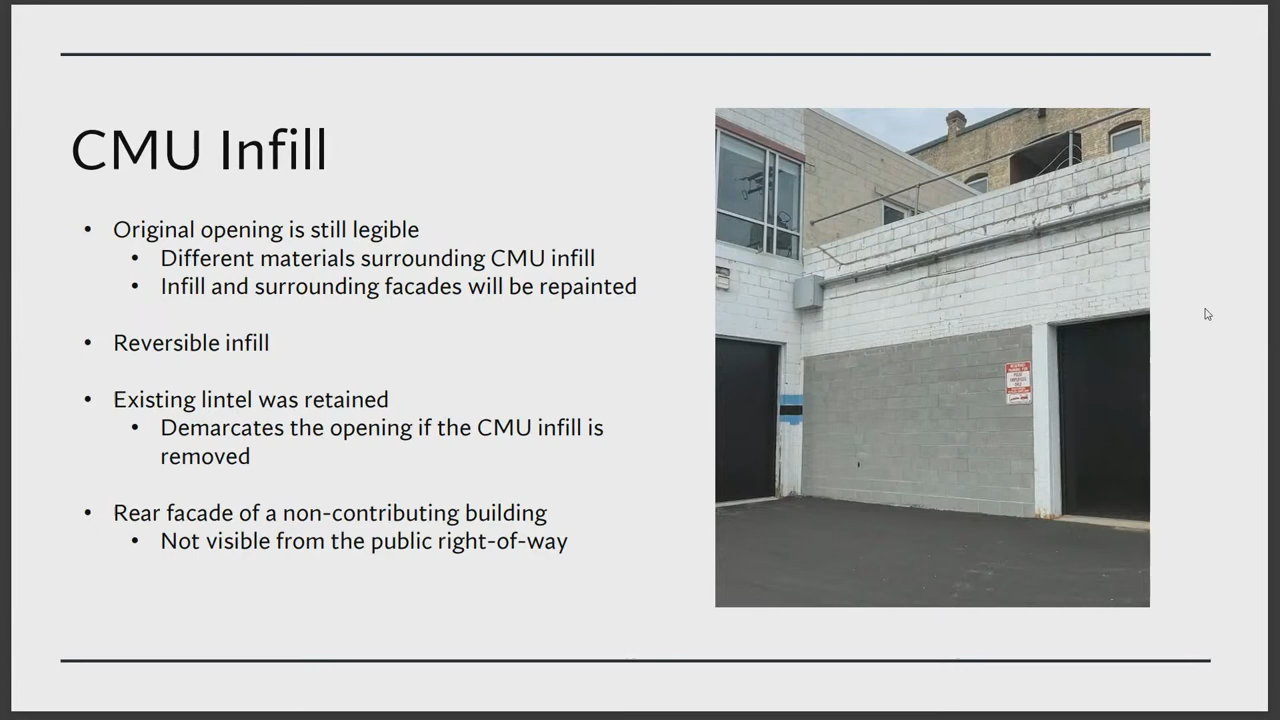 CMU Infill
• Original opening is still legible
• Different materials surrounding CMU infill
• Infill and surrounding facades will be repainted
• Reversible infill
• Existing lintel was retained
• Demarcates the opening if the CMU infill is
removed
• Rear facade of a non-contributing building
• Not visible from the public right-of-way